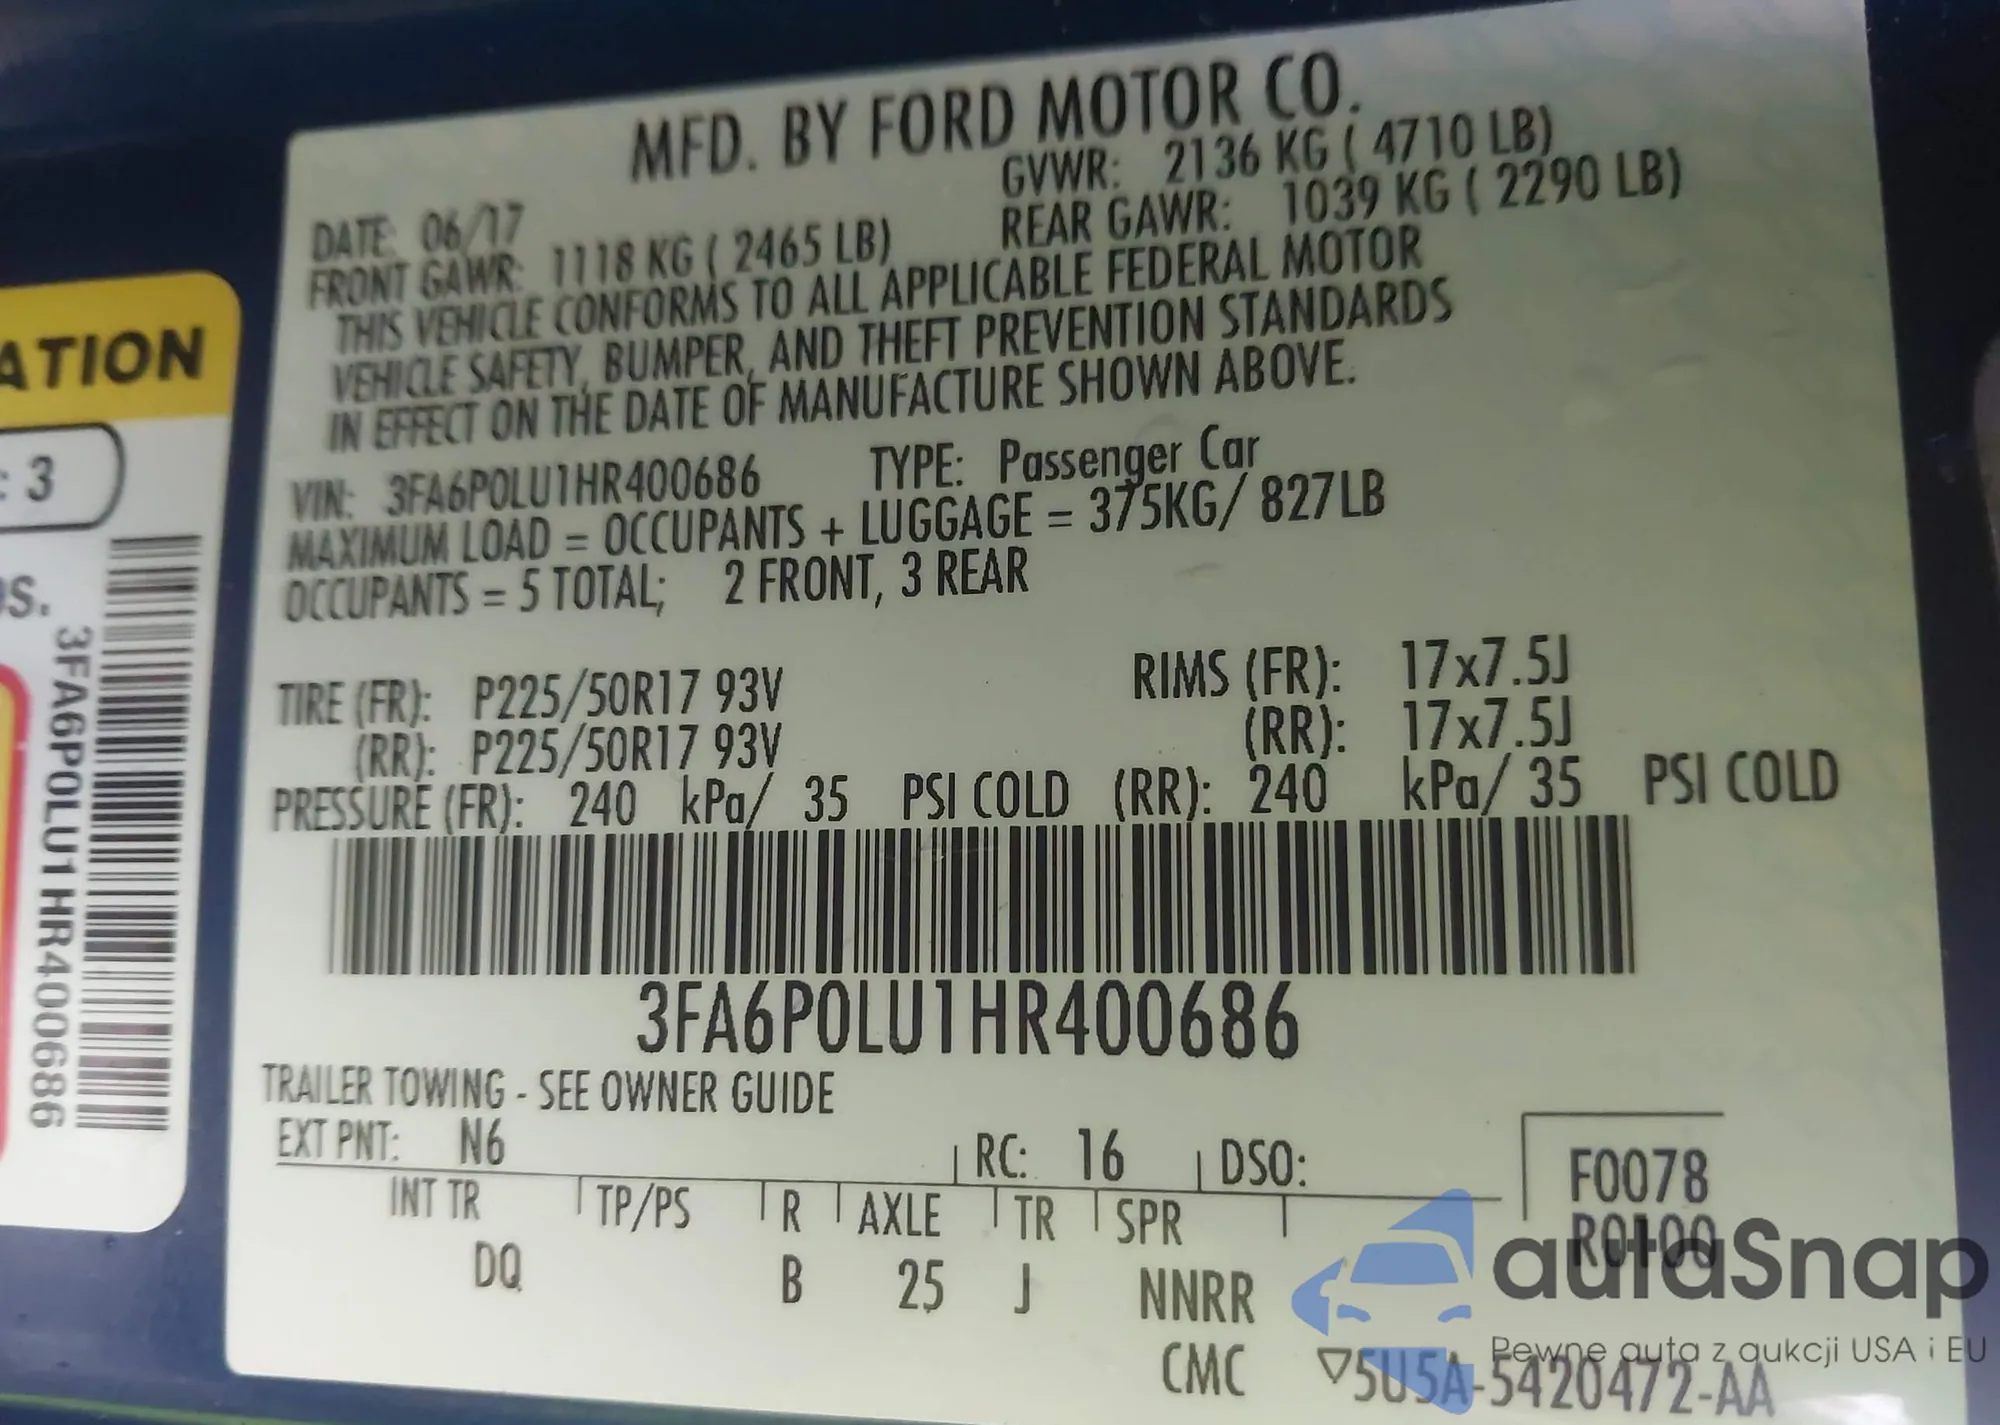 MFD. BY FORD MOTOR CO.
DATE: 06/17 GVWR: 2136 KG ( 4710 LB)
FRONT GAWR: 1118 KG ( 2465 LB) REAR GAWR: 1039 KG ( 2290 LB)
THIS VEHICLE CONFORMS TO ALL APPLICABLE FEDERAL MOTOR
VEHICLE SAFETY, BUMPER, AND THEFT PREVENTION STANDARDS
IN EFFECT ON THE DATE OF MANUFACTURE SHOWN ABOVE.
VIN: 3FA6P0LU1HR400686 TYPE: Passenger Car
MAXIMUM LOAD = OCCUPANTS + LUGGAGE = 375KG/ 827LB
OCCUPANTS = 5 TOTAL; 2 FRONT, 3 REAR
TIRE (FR): P225/50R17 93V RIMS (FR): 17x7.5J
(RR): P225/50R17 93V (RR): 17x7.5J
PRESSURE (FR): 240 kPa/ 35 PSI COLD (RR): 240 kPa/ 35 PSI COLD
3FA6P0LU1HR400686
TRAILER TOWING - SEE OWNER GUIDE
EXT PNT: N6 RC: 16 DSO: F0078
INT TR TP/PS R AXLE TR SPR R0100
DQ B 25 J NNRR
CMC ▽5U5A-5420472-AA
ATION
: 3
S.
3FA6P0LU1HR400686
autaSnap
Pewne auta z aukcji USA i EU